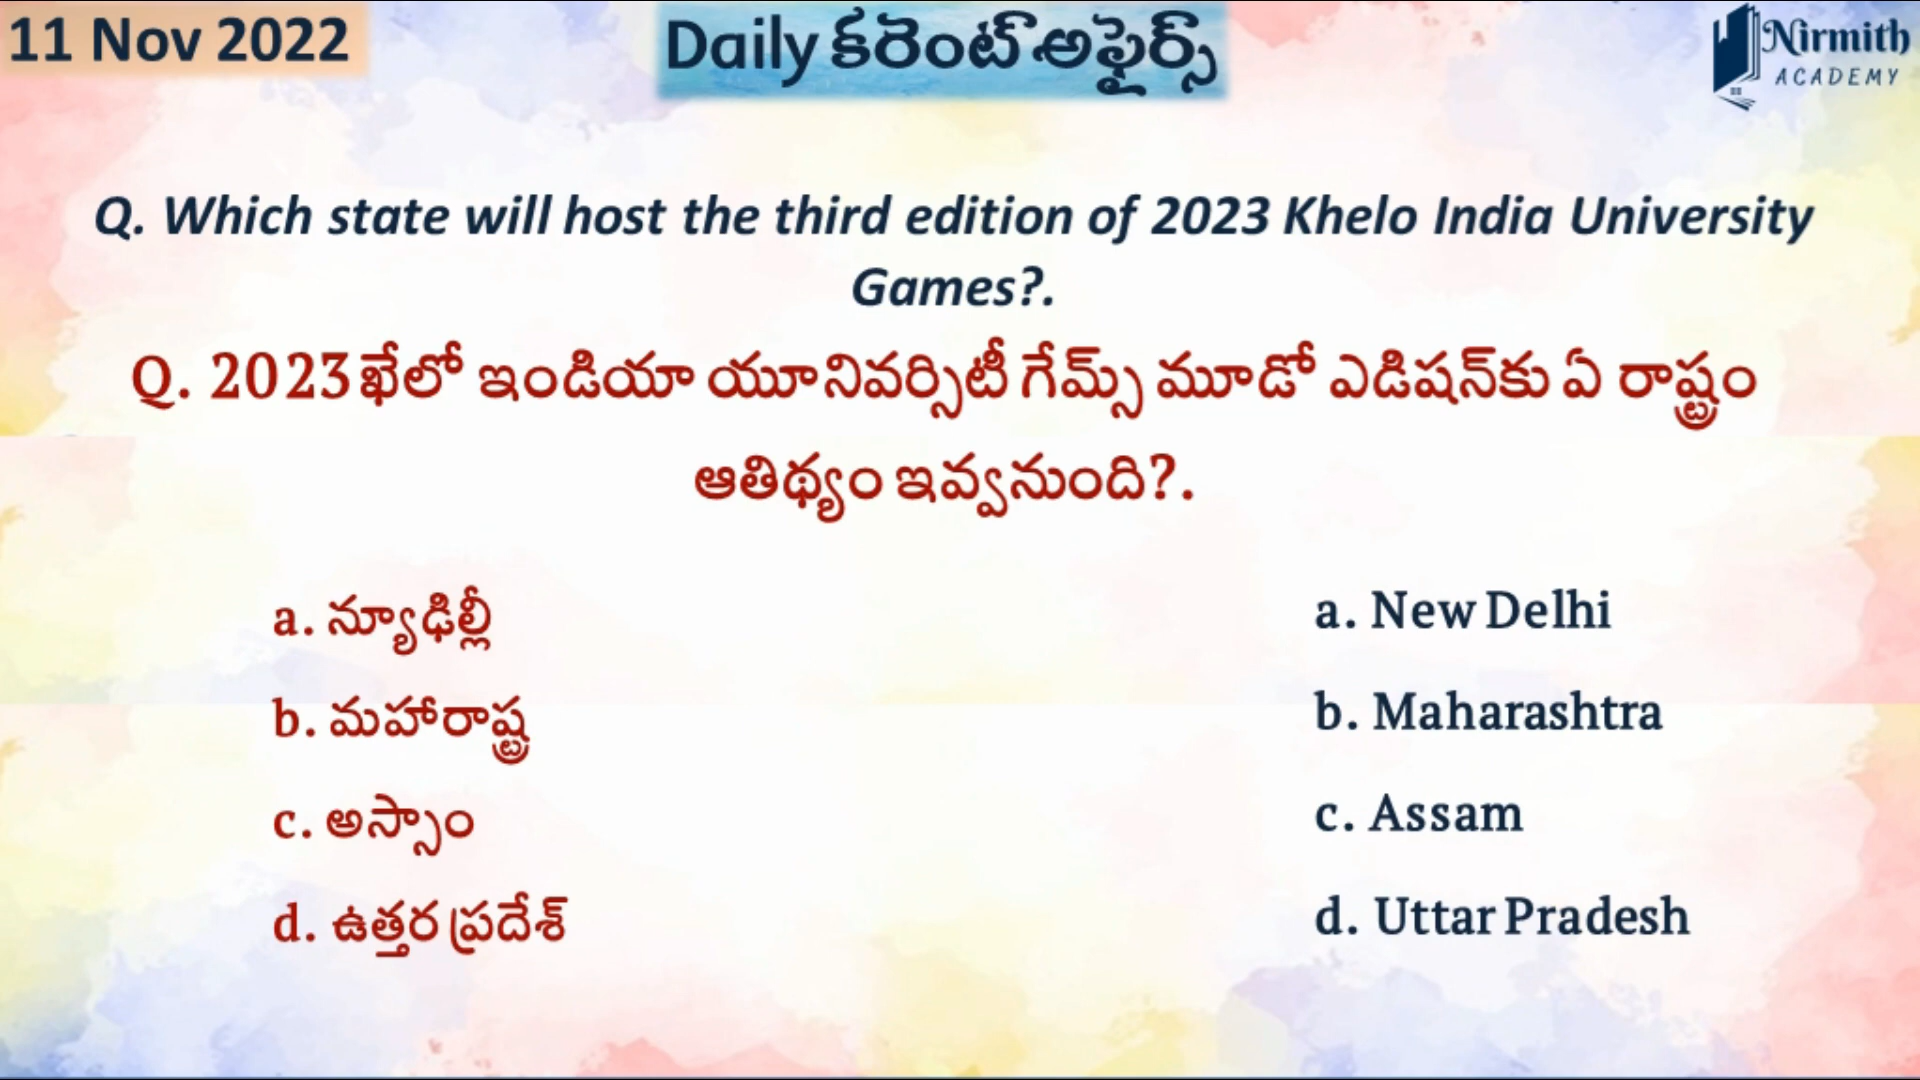 11 Nov 2022
Daily కరెంట్ అఫైర్స్
Nirmith
ACADEMY
Q. Which state will host the third edition of 2023 Khelo India University
Games?.
Q. 2023 ఖేలో ఇండియా యూనివర్సిటీ గేమ్స్ మూడో ఎడిషన్‌కు ఏ రాష్ట్రం
ఆతిథ్యం ఇవ్వనుంది?.
a. న్యూఢిల్లీ
b. మహారాష్ట్ర
c. అస్సాం
d. ఉత్తర ప్రదేశ్
a. New Delhi
b. Maharashtra
c. Assam
d. Uttar Pradesh